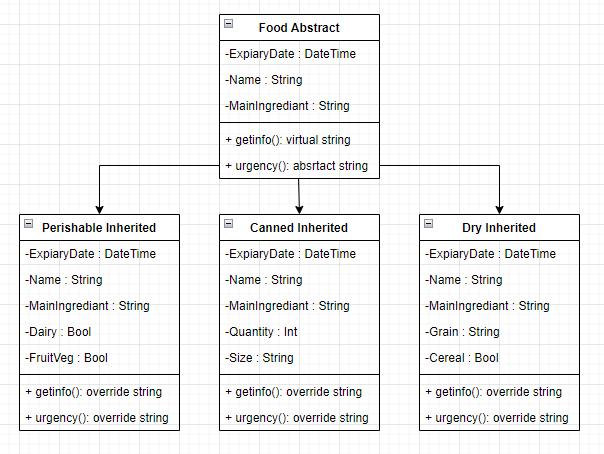 Food Abstract
-ExpiaryDate : DateTime
-Name : String
-MainIngrediant : String
+ getinfo(): virtual string
+ urgency(): absrtact string
Perishable Inherited
-ExpiaryDate : DateTime
-Name : String
-MainIngrediant : String
-Dairy : Bool
-FruitVeg : Bool
+ getinfo(): override string
+ urgency(): override string
Canned Inherited
-ExpiaryDate : DateTime
-Name : String
-MainIngrediant : String
-Quantity : Int
-Size : String
+ getinfo(): override string
+ urgency(): override string
Dry Inherited
-ExpiaryDate : DateTime
-Name : String
-MainIngrediant : String
-Grain : String
-Cereal : Bool
+ getinfo(): override string
+ urgency(): override string